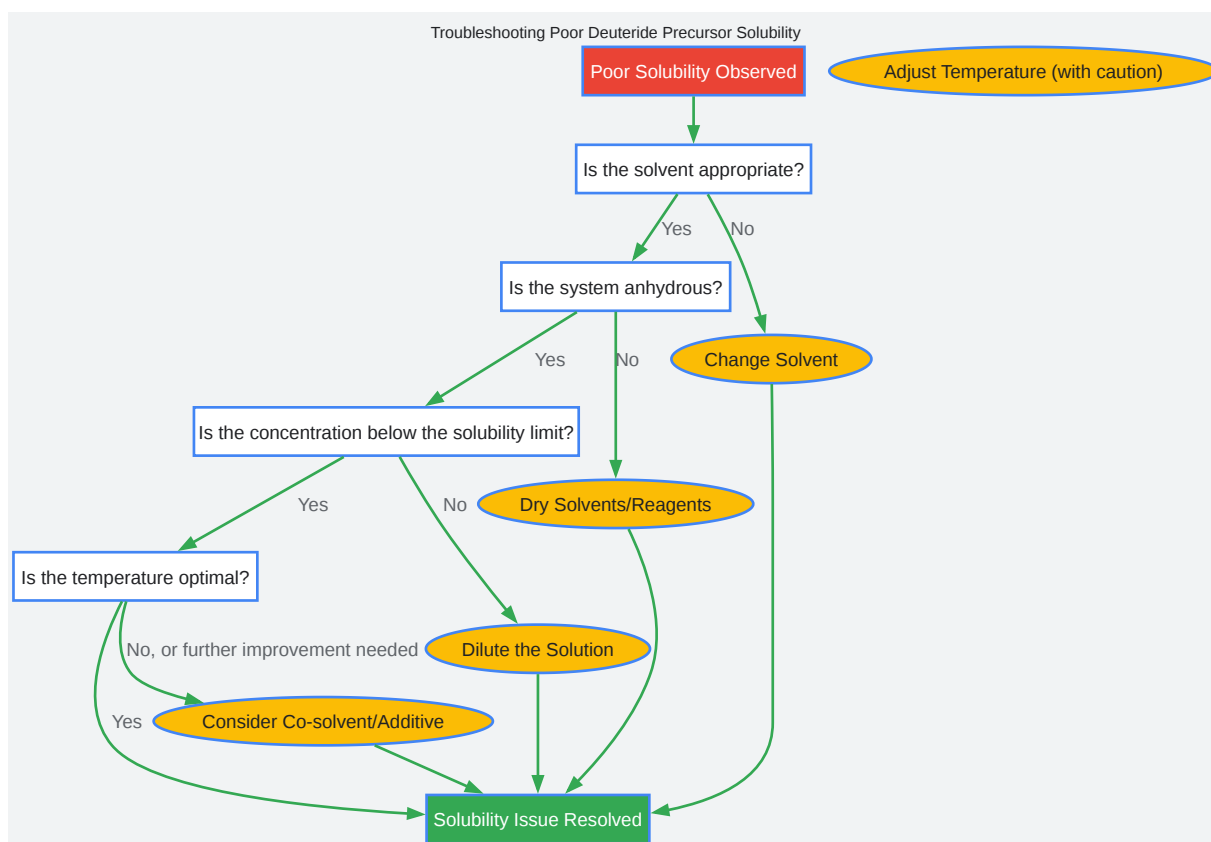 Troubleshooting Poor Deuteride Precursor Solubility
Poor Solubility Observed
Adjust Temperature (with caution)
Is the solvent appropriate?
Yes
No
Is the system anhydrous?
Yes
No
Change Solvent
Is the concentration below the solubility limit?
Yes
No
Dry Solvents/Reagents
Is the temperature optimal?
No, or further improvement needed
Dilute the Solution
Yes
Consider Co-solvent/Additive
Solubility Issue Resolved